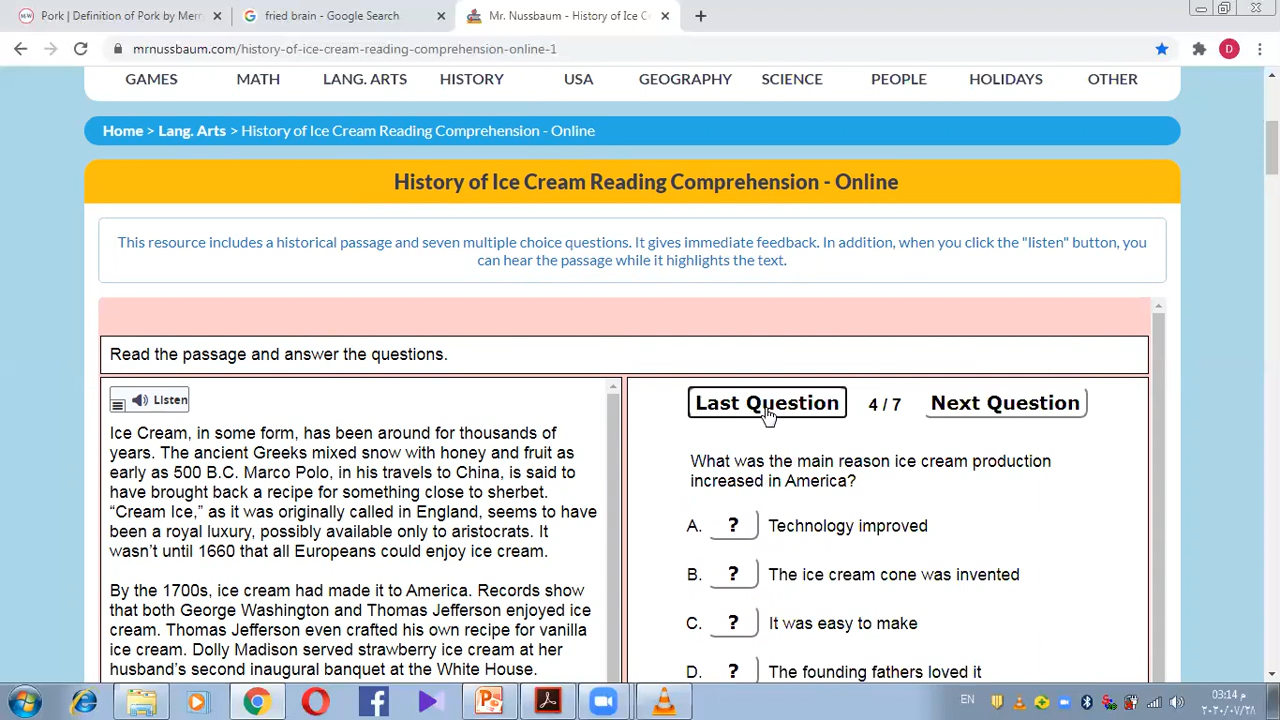 Pork | Definition of Pork by Merr
fried brain - Google Search
Mr. Nussbaum - History of Ice C
mrnussbaum.com/history-of-ice-cream-reading-comprehension-online-1
D
GAMES MATH LANG. ARTS HISTORY USA GEOGRAPHY SCIENCE PEOPLE HOLIDAYS OTHER
Home > Lang. Arts > History of Ice Cream Reading Comprehension - Online
History of Ice Cream Reading Comprehension - Online
This resource includes a historical passage and seven multiple choice questions. It gives immediate feedback. In addition, when you click the "listen" button, you
can hear the passage while it highlights the text.
Read the passage and answer the questions.
Listen
Ice Cream, in some form, has been around for thousands of
years. The ancient Greeks mixed snow with honey and fruit as
early as 500 B.C. Marco Polo, in his travels to China, is said to
have brought back a recipe for something close to sherbet.
“Cream Ice,” as it was originally called in England, seems to have
been a royal luxury, possibly available only to aristocrats. It
wasn’t until 1660 that all Europeans could enjoy ice cream.
By the 1700s, ice cream had made it to America. Records show
that both George Washington and Thomas Jefferson enjoyed ice
cream. Thomas Jefferson even crafted his own recipe for vanilla
ice cream. Dolly Madison served strawberry ice cream at her
husband’s second inaugural banquet at the White House.
Last Question 4 / 7 Next Question
What was the main reason ice cream production
increased in America?
A. ? Technology improved
B. ? The ice cream cone was invented
C. ? It was easy to make
D. ? The founding fathers loved it
EN
03:14 م
٢٠٢٠/٠٧/٢٨